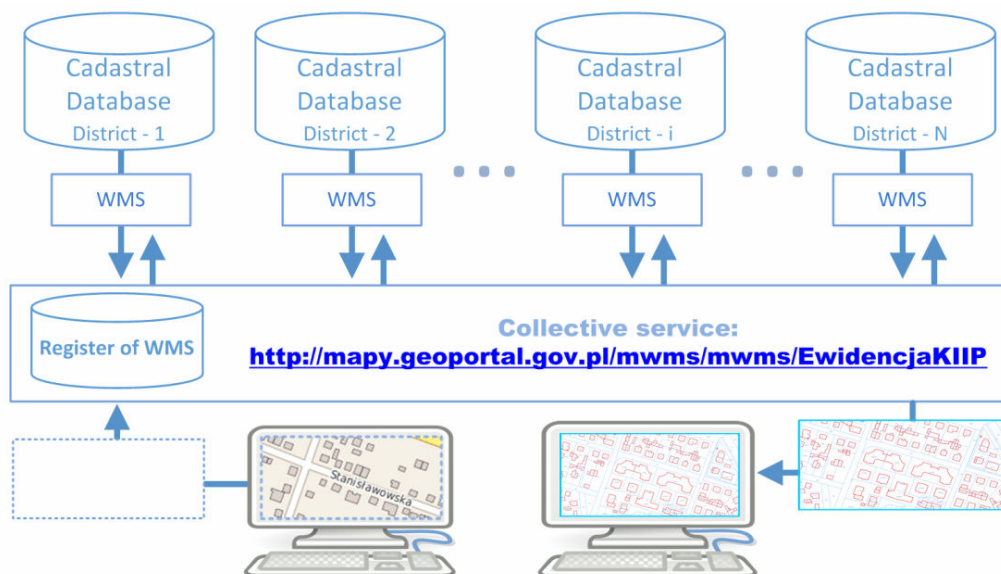 Cadastral
Database
District - 1
Cadastral
Database
District - 2
Cadastral
Database
District - i
Cadastral
Database
District - N
WMS
WMS
WMS
WMS
Register of WMS
Collective service:
http://mapy.geoportal.gov.pl/mwms/mwms/EwidencjaKIIP
Stanisławowska